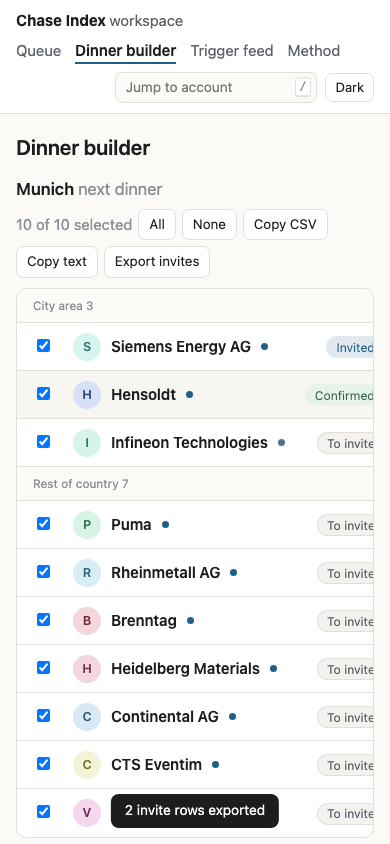 Chase Index workspace
Queue Dinner builder Trigger feed Method
Jump to account / Dark
Dinner builder
Munich next dinner
10 of 10 selected All None Copy CSV
Copy text Export invites
City area 3
S Siemens Energy AG Invited
H Hensoldt Confirmed
I Infineon Technologies To invite
Rest of country 7
P Puma To invite
R Rheinmetall AG To invite
B Brenntag To invite
H Heidelberg Materials To invite
C Continental AG To invite
C CTS Eventim To invite
V To invite
2 invite rows exported